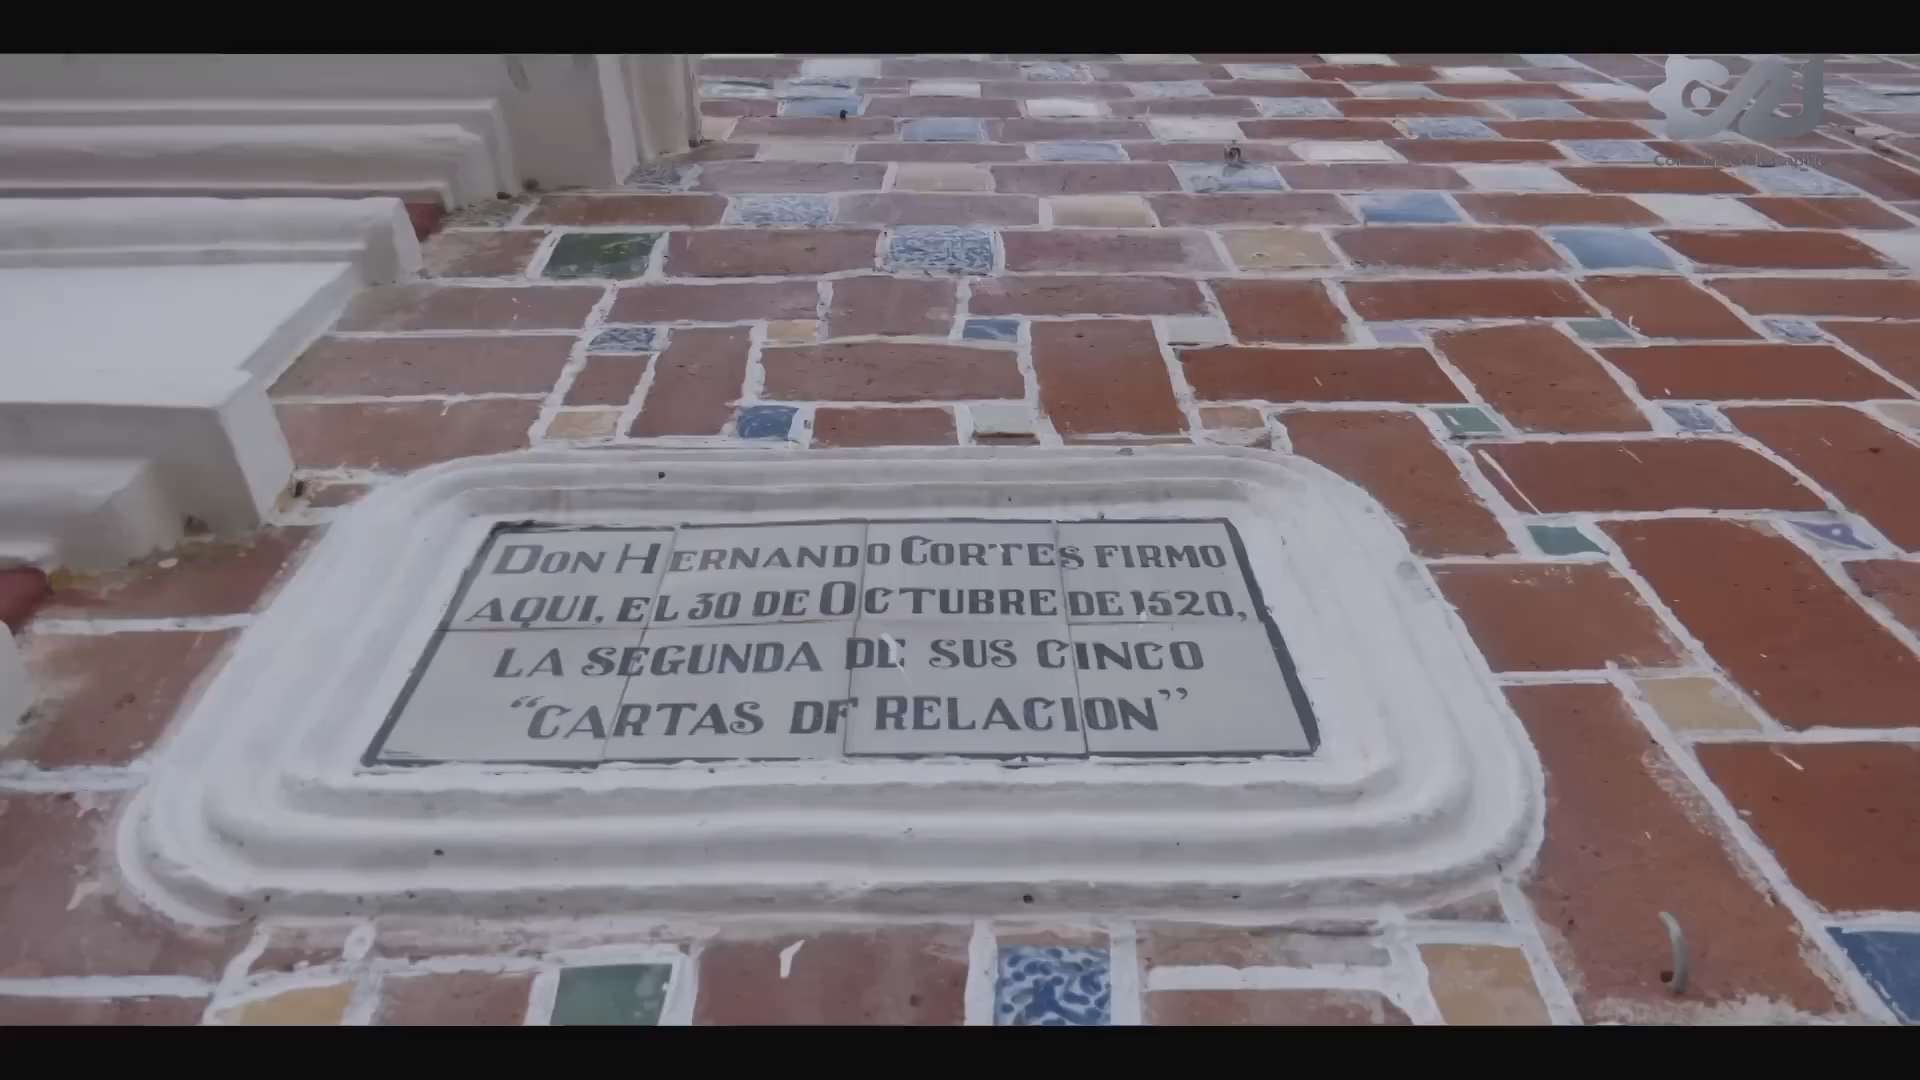 DON HERNANDO CORTES FIRMO
AQUI, EL 30 DE OCTUBRE DE 1520,
LA SEGUNDA DE SUS CINCO
“CARTAS DE RELACION”